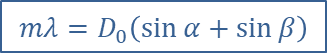 mλ = D₀(sin α + sin β)